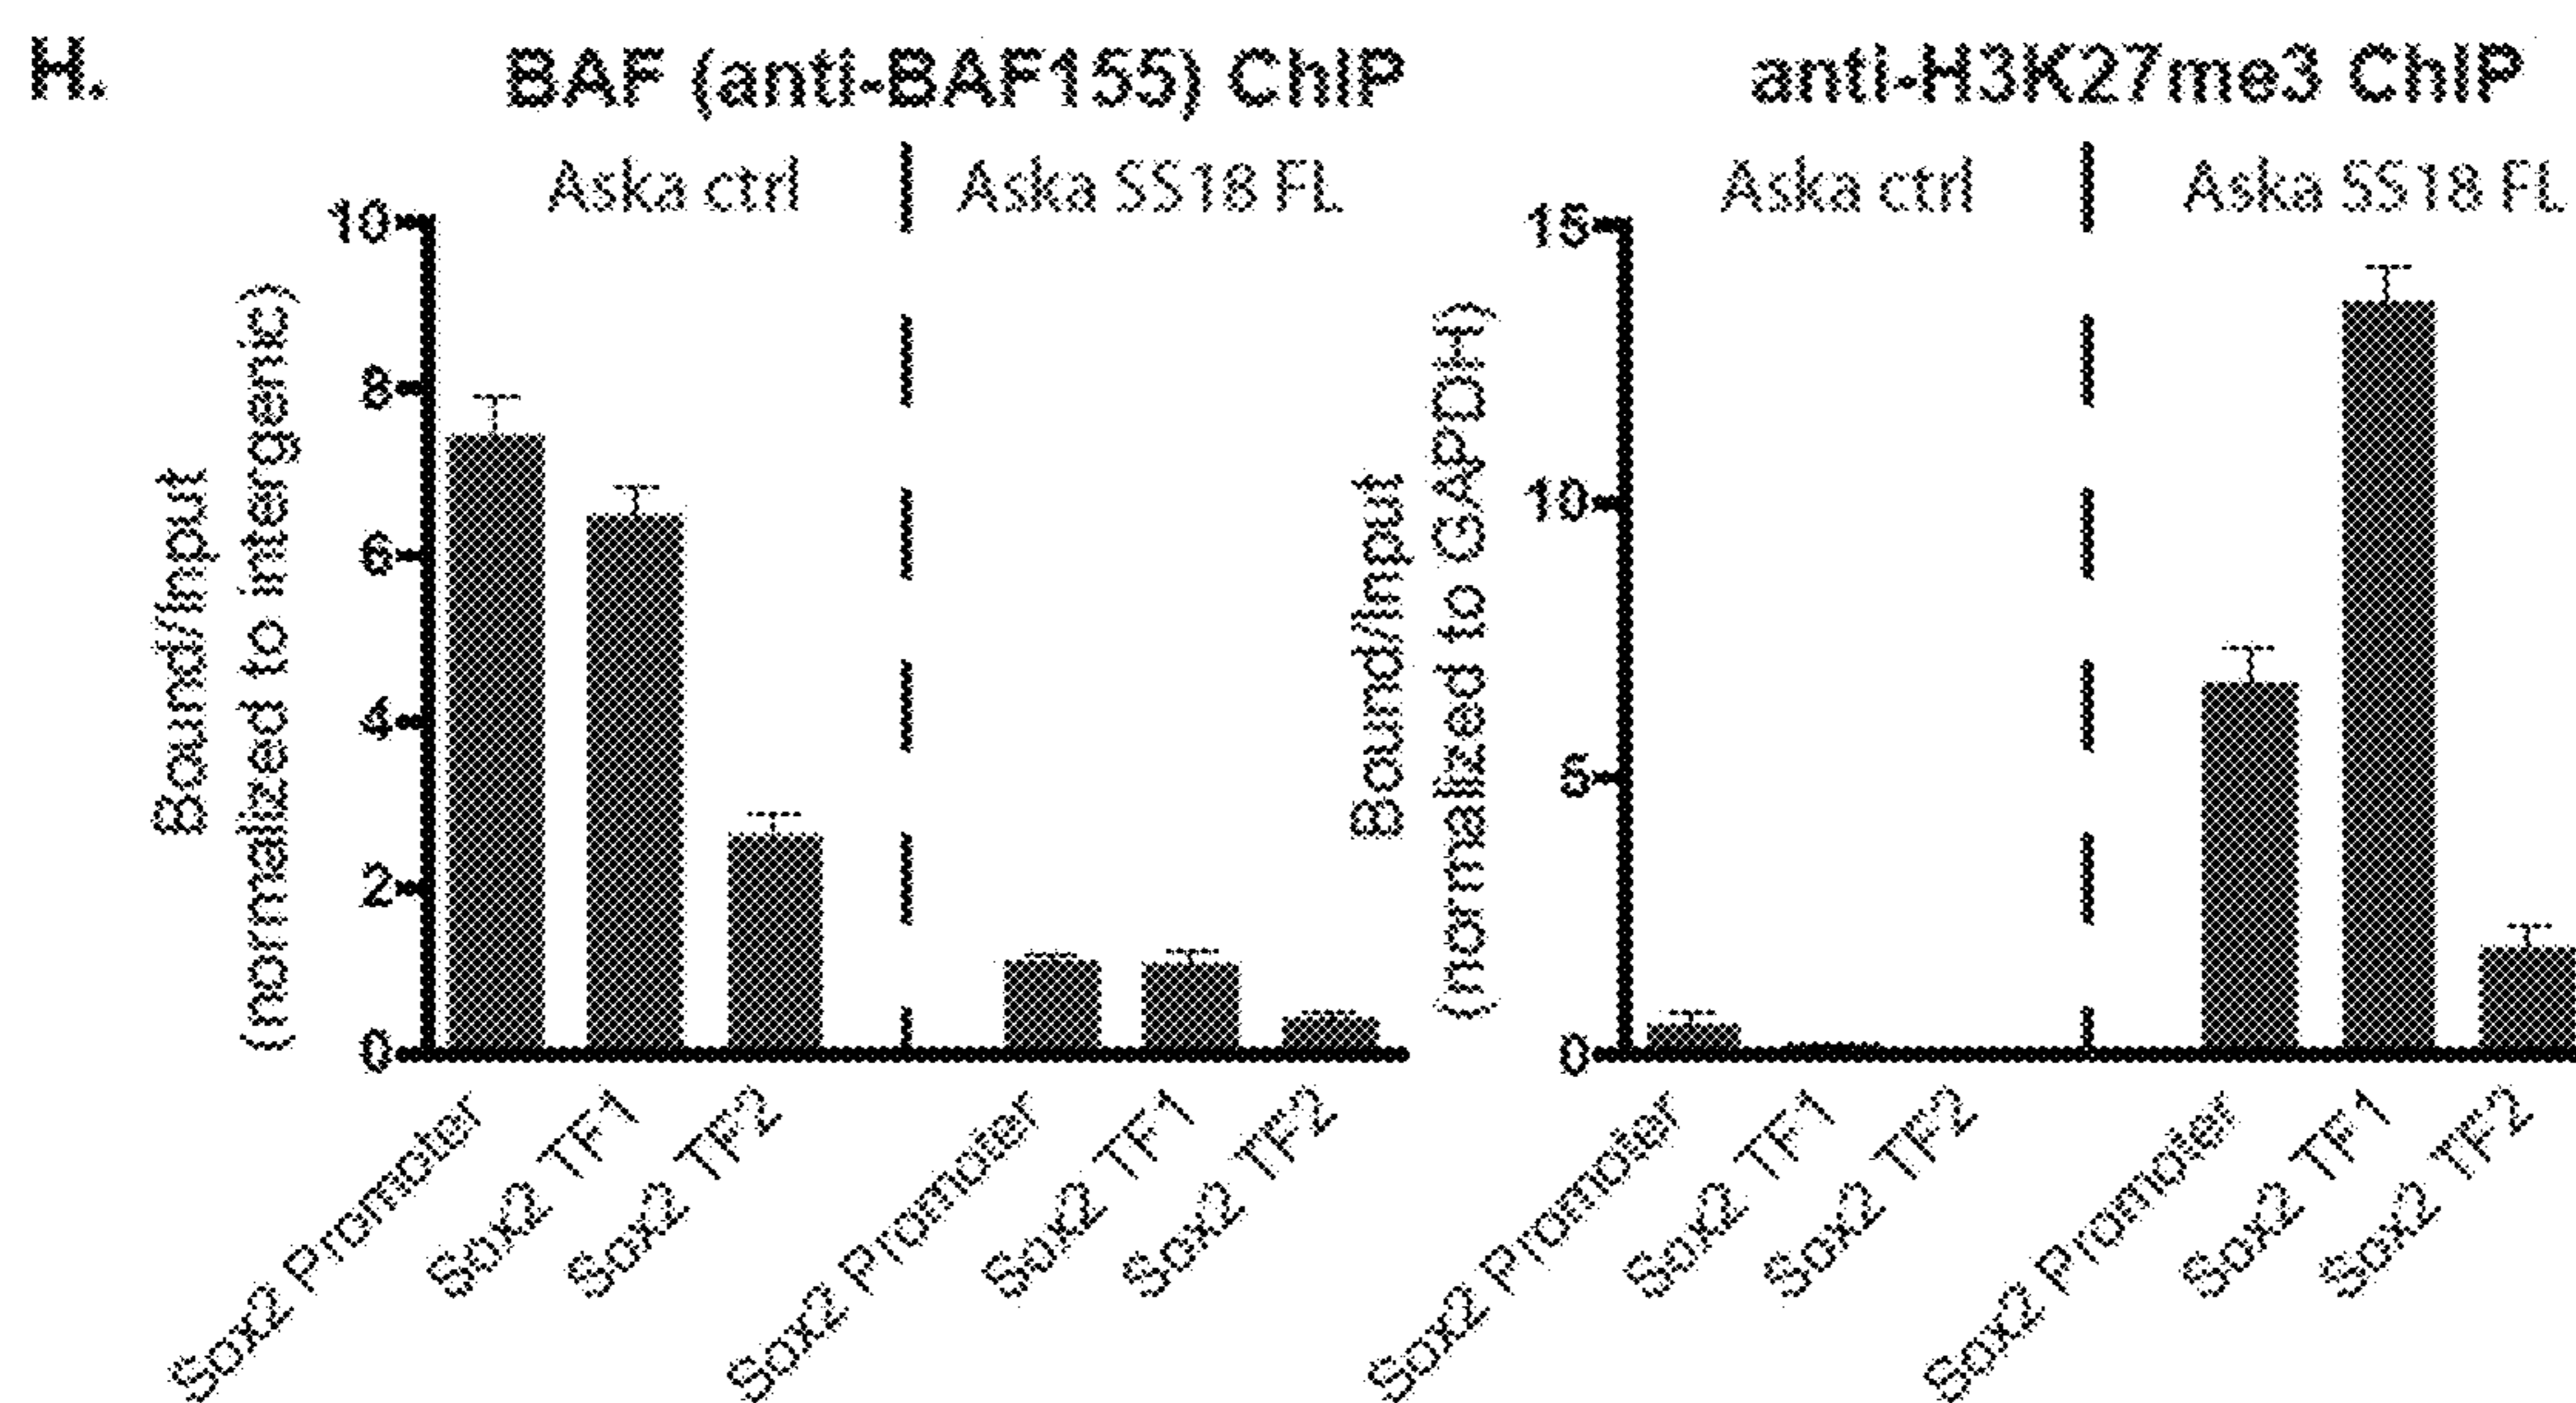 H.
BAF (anti-BAF155) ChIP
Aska ctrl
Aska SS18 FL
Bound/Input
(normalized to intergenic)
10
8
6
4
2
0
Sox2 Promoter
Sox2 TF1
Sox2 TF2
Sox2 Promoter
Sox2 TF1
Sox2 TF2
anti-H3K27me3 ChIP
Aska ctrl
Aska SS18 FL
Bound/Input
(normalized to GAPDH)
15
10
5
0
Sox2 Promoter
Sox2 TF1
Sox2 TF2
Sox2 Promoter
Sox2 TF1
Sox2 TF2